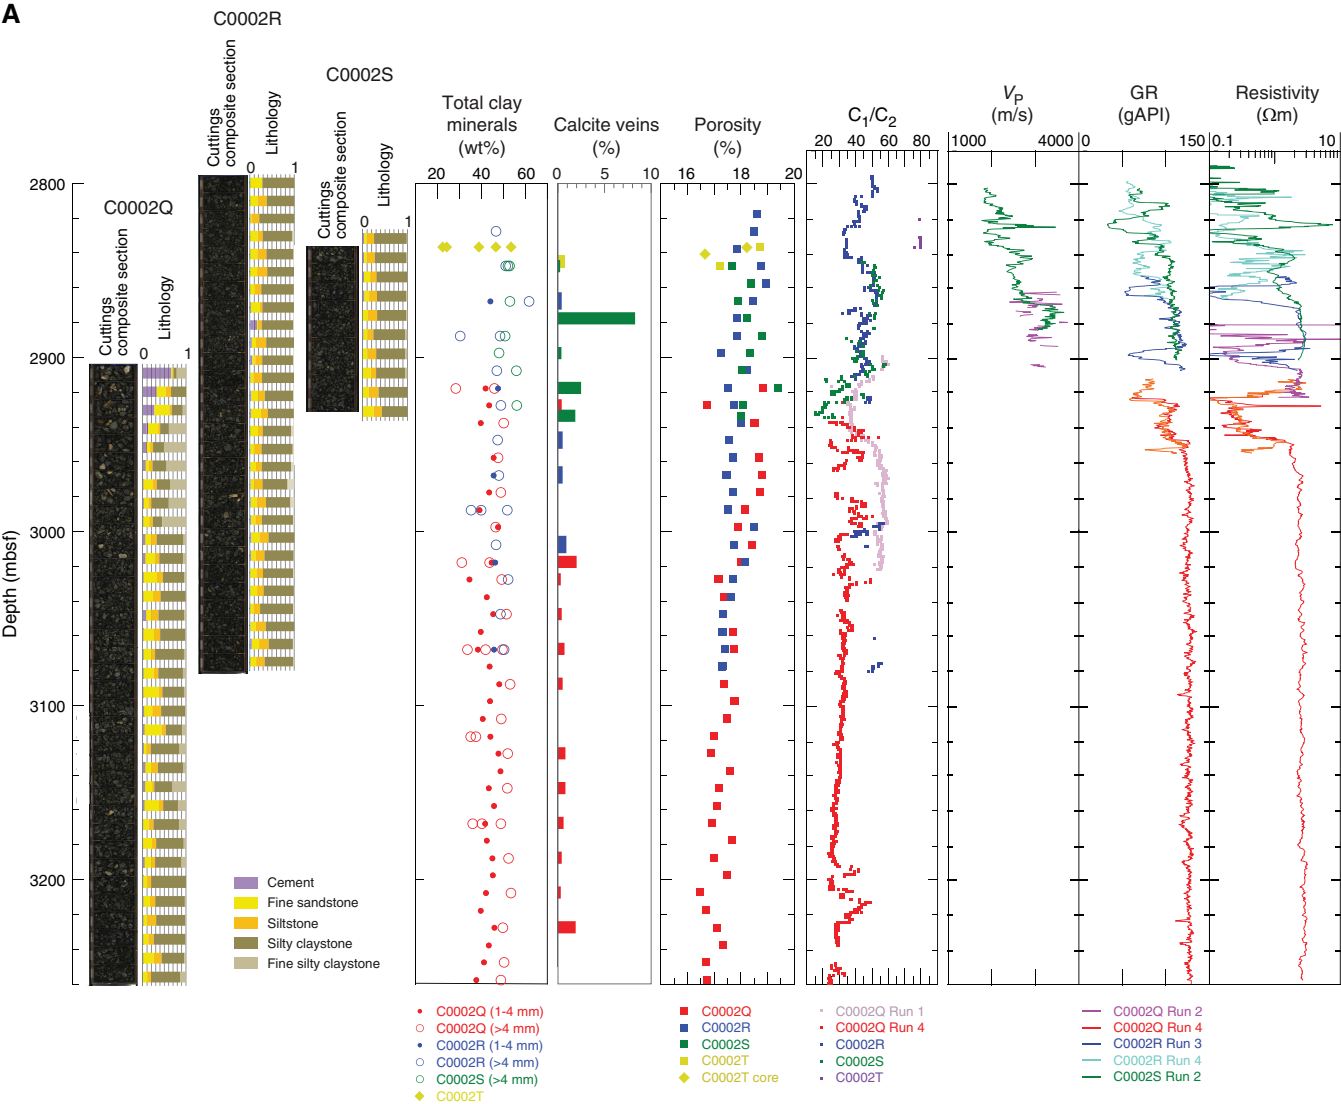 A
C0002R
C0002S
C0002Q
Cuttings
composite section
Lithology
0 1
Cuttings
composite section
Lithology
0 1
Cuttings
composite section
Lithology
0 1
Total clay
minerals
(wt%)
20 40 60
Calcite veins
(%)
0 5 10
Porosity
(%)
16 18 20
C1/C2
20 40 60 80
VP
(m/s)
1000 4000
GR
(gAPI)
0 150
Resistivity
(Ωm)
0.1 10
Depth (mbsf)
2800
2900
3000
3100
3200
Cement
Fine sandstone
Siltstone
Silty claystone
Fine silty claystone
C0002Q (1-4 mm)
C0002Q (>4 mm)
C0002R (1-4 mm)
C0002R (>4 mm)
C0002S (>4 mm)
C0002T
C0002Q
C0002R
C0002S
C0002T
C0002T core
C0002Q Run 1
C0002Q Run 4
C0002R
C0002S
C0002T
C0002Q Run 2
C0002Q Run 4
C0002R Run 3
C0002R Run 4
C0002S Run 2